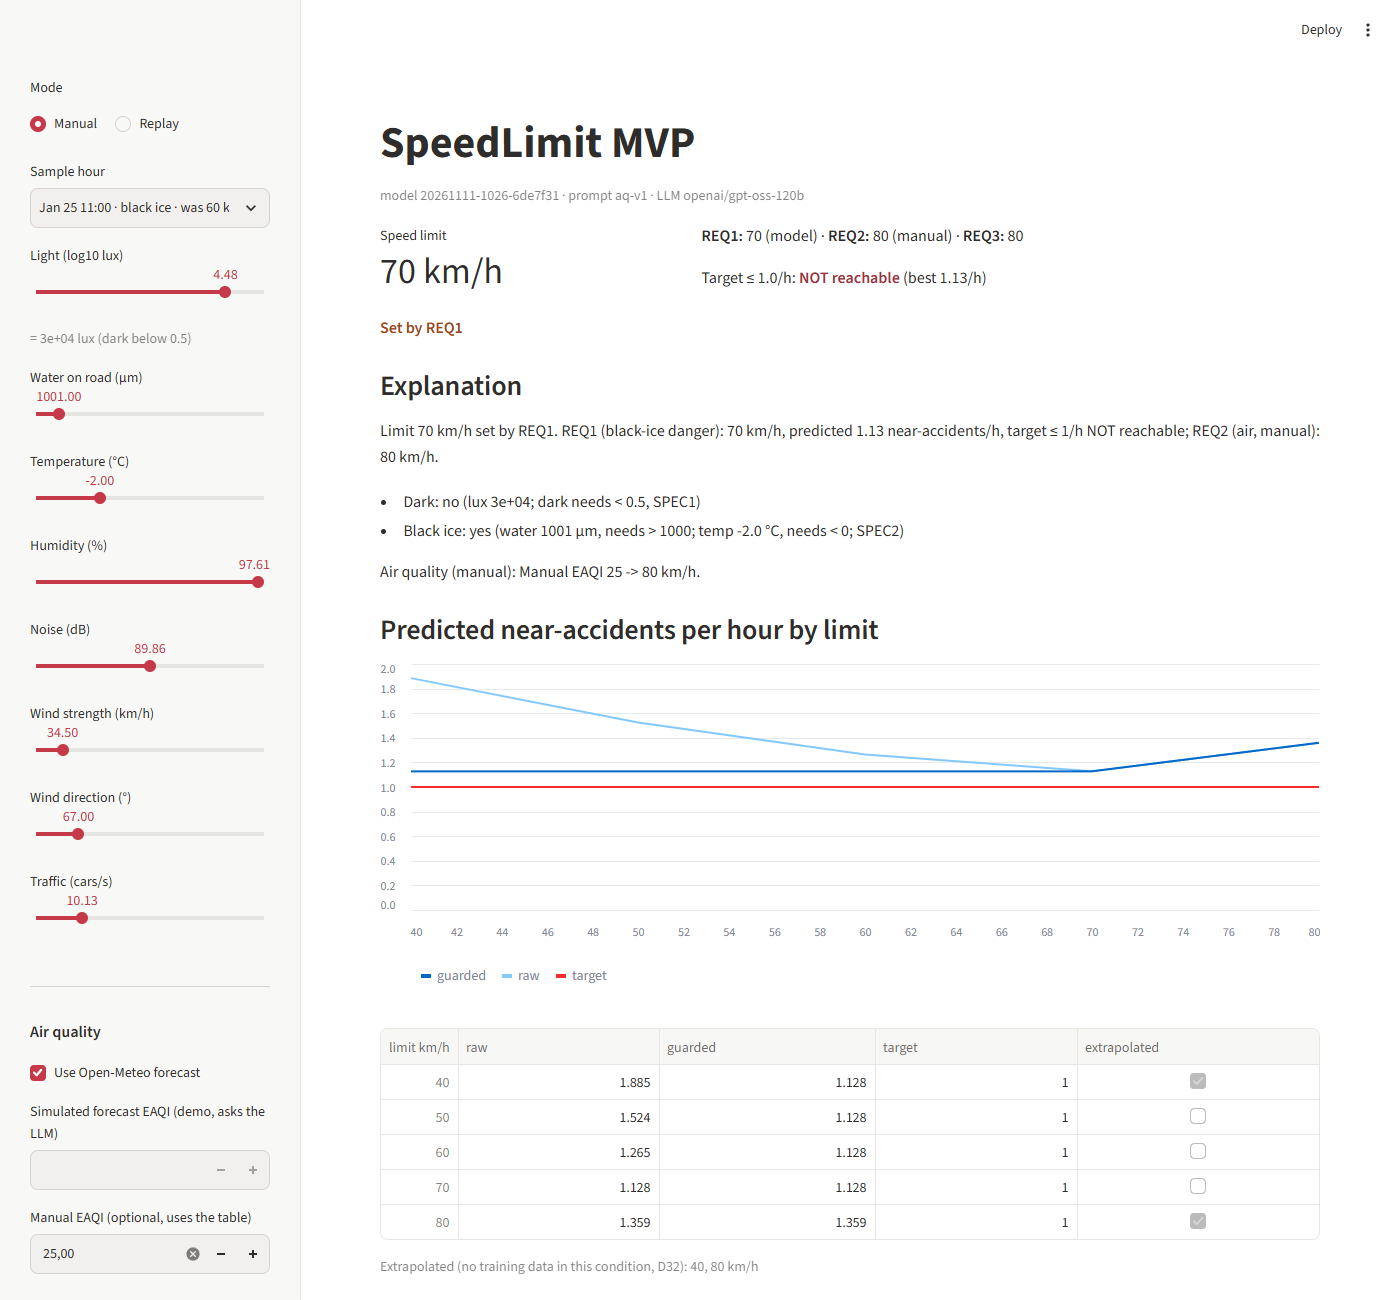 Deploy
Mode
Manual
Replay
Sample hour
Jan 25 11:00 · black ice · was 60 k
Light (log10 lux)
4.48
= 3e+04 lux (dark below 0.5)
Water on road (µm)
1001.00
Temperature (°C)
-2.00
Humidity (%)
97.61
Noise (dB)
89.86
Wind strength (km/h)
34.50
Wind direction (°)
67.00
Traffic (cars/s)
10.13
Air quality
Use Open-Meteo forecast
Simulated forecast EAQI (demo, asks the
LLM)
Manual EAQI (optional, uses the table)
25,00
SpeedLimit MVP
model 20261111-1026-6de7f31 · prompt aq-v1 · LLM openai/gpt-oss-120b
Speed limit
70 km/h
Set by REQ1
REQ1: 70 (model) · REQ2: 80 (manual) · REQ3: 80
Target ≤ 1.0/h: NOT reachable (best 1.13/h)
Explanation
Limit 70 km/h set by REQ1. REQ1 (black-ice danger): 70 km/h, predicted 1.13 near-accidents/h, target ≤ 1/h NOT reachable; REQ2 (air, manual):
80 km/h.
• Dark: no (lux 3e+04; dark needs < 0.5, SPEC1)
• Black ice: yes (water 1001 µm, needs > 1000; temp -2.0 °C, needs < 0; SPEC2)
Air quality (manual): Manual EAQI 25 -> 80 km/h.
Predicted near-accidents per hour by limit
2.0
1.8
1.6
1.4
1.2
1.0
0.8
0.6
0.4
0.2
0.0
40 42 44 46 48 50 52 54 56 58 60 62 64 66 68 70 72 74 76 78 80
guarded raw target
limit km/h raw guarded target extrapolated
40 1.885 1.128 1
50 1.524 1.128 1
60 1.265 1.128 1
70 1.128 1.128 1
80 1.359 1.359 1
Extrapolated (no training data in this condition, D32): 40, 80 km/h